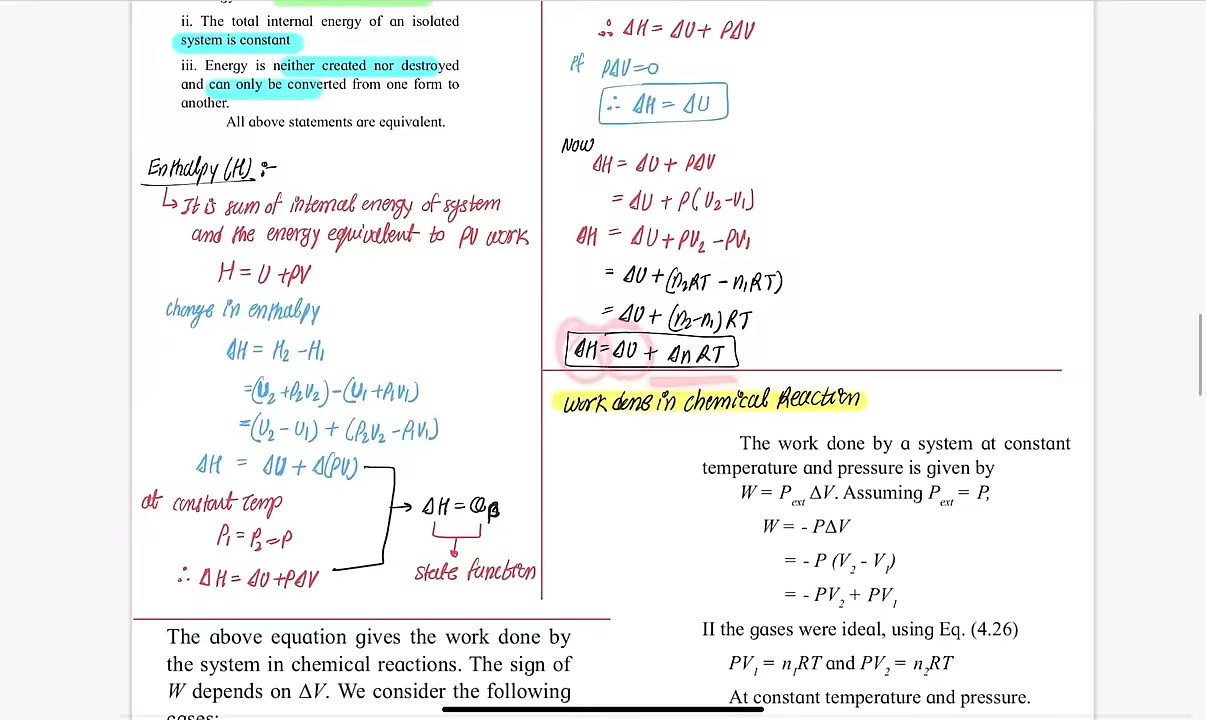 ii. The total internal energy of an isolated
system is constant
iii. Energy is neither created nor destroyed
and can only be converted from one form to
another.
All above statements are equivalent.
Enthalpy (H) :-
↳ It is sum of internal energy of system
and the energy equivalent to PV work
H = U + PV
change in enthalpy
ΔH = H₂ - H₁
=(U₂ + P₂V₂) - (U₁ + P₁V₁)
=(U₂ - U₁) + (P₂V₂ - P₁V₁)
ΔH = ΔU + Δ(PV)
at constant Temp
P₁ = P₂ = P
∴ ΔH = ΔU + PΔV
→ ΔH = Qp
state function
The above equation gives the work done by
the system in chemical reactions. The sign of
W depends on ΔV. We consider the following
cases:
∴ ΔH = ΔU + PΔV
If PΔV = 0
∴ ΔH = ΔU
Now
ΔH = ΔU + PΔV
= ΔU + P(V₂ - V₁)
ΔH = ΔU + PV₂ - PV₁
= ΔU + (n₂RT - n₁RT)
= ΔU + (n₂ - n₁) RT
ΔH = ΔU + ΔnRT
work done in chemical Reaction
The work done by a system at constant
temperature and pressure is given by
W = P_ext ΔV. Assuming P_ext = P,
W = - PΔV
= - P (V₂ - V₁)
= - PV₂ + PV₁
II the gases were ideal, using Eq. (4.26)
PV₁ = n₁RT and PV₂ = n₂RT
At constant temperature and pressure.